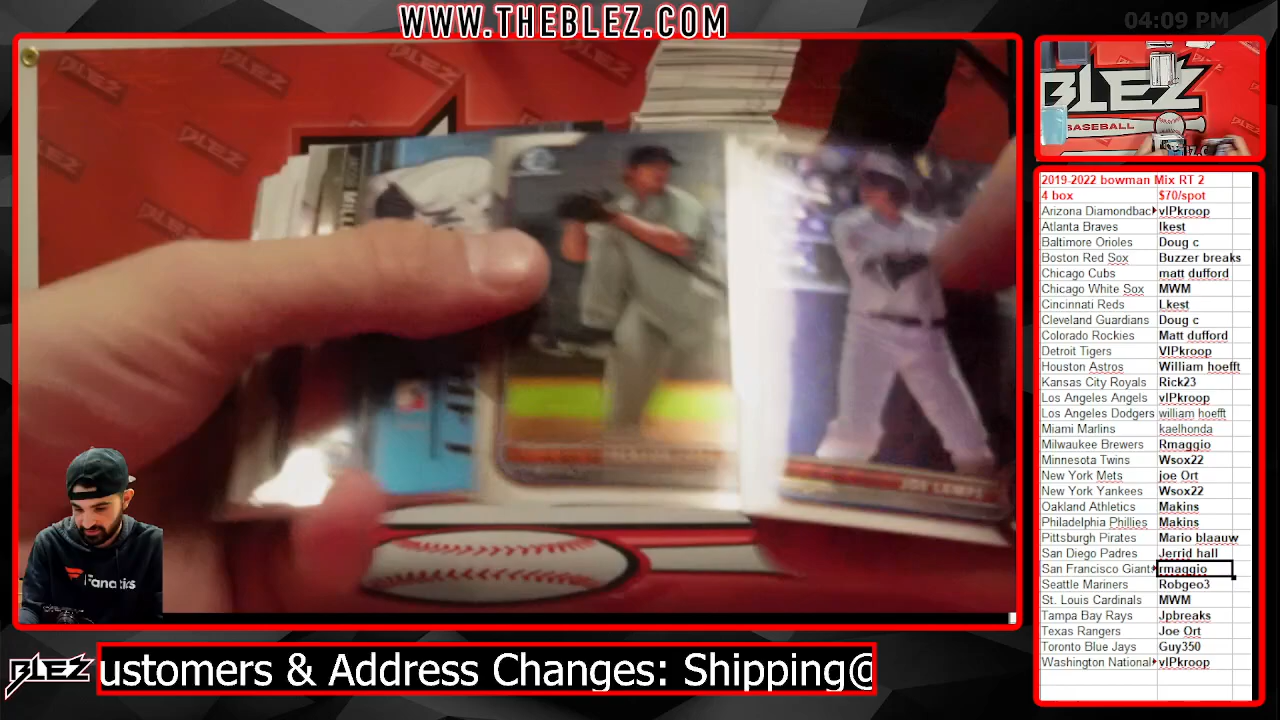 WWW.THEBLEZ.COM
04:09 PM
BLEZ
BASEBALL
2019-2022 bowman Mix RT 2
4 box $70/spot
Arizona Diamondbac vIPkroop
Atlanta Braves lkest
Baltimore Orioles Doug c
Boston Red Sox Buzzer breaks
Chicago Cubs matt dufford
Chicago White Sox MWM
Cincinnati Reds Lkest
Cleveland Guardians Doug c
Colorado Rockies Matt dufford
Detroit Tigers VIPkroop
Houston Astros William hoefft
Kansas City Royals Rick23
Los Angeles Angels vIPkroop
Los Angeles Dodgers william hoefft
Miami Marlins kaelhonda
Milwaukee Brewers Rmaggio
Minnesota Twins Wsox22
New York Mets joe Ort
New York Yankees Wsox22
Oakland Athletics Makins
Philadelphia Phillies Makins
Pittsburgh Pirates Mario blaauw
San Diego Padres Jerrid hall
San Francisco Giants rmaggio
Seattle Mariners Robgeo3
St. Louis Cardinals MWM
Tampa Bay Rays Jpbreaks
Texas Rangers Joe Ort
Toronto Blue Jays Guy350
Washington National vIPkroop
Fanatics
BLEZ
ustomers & Address Changes: Shipping@